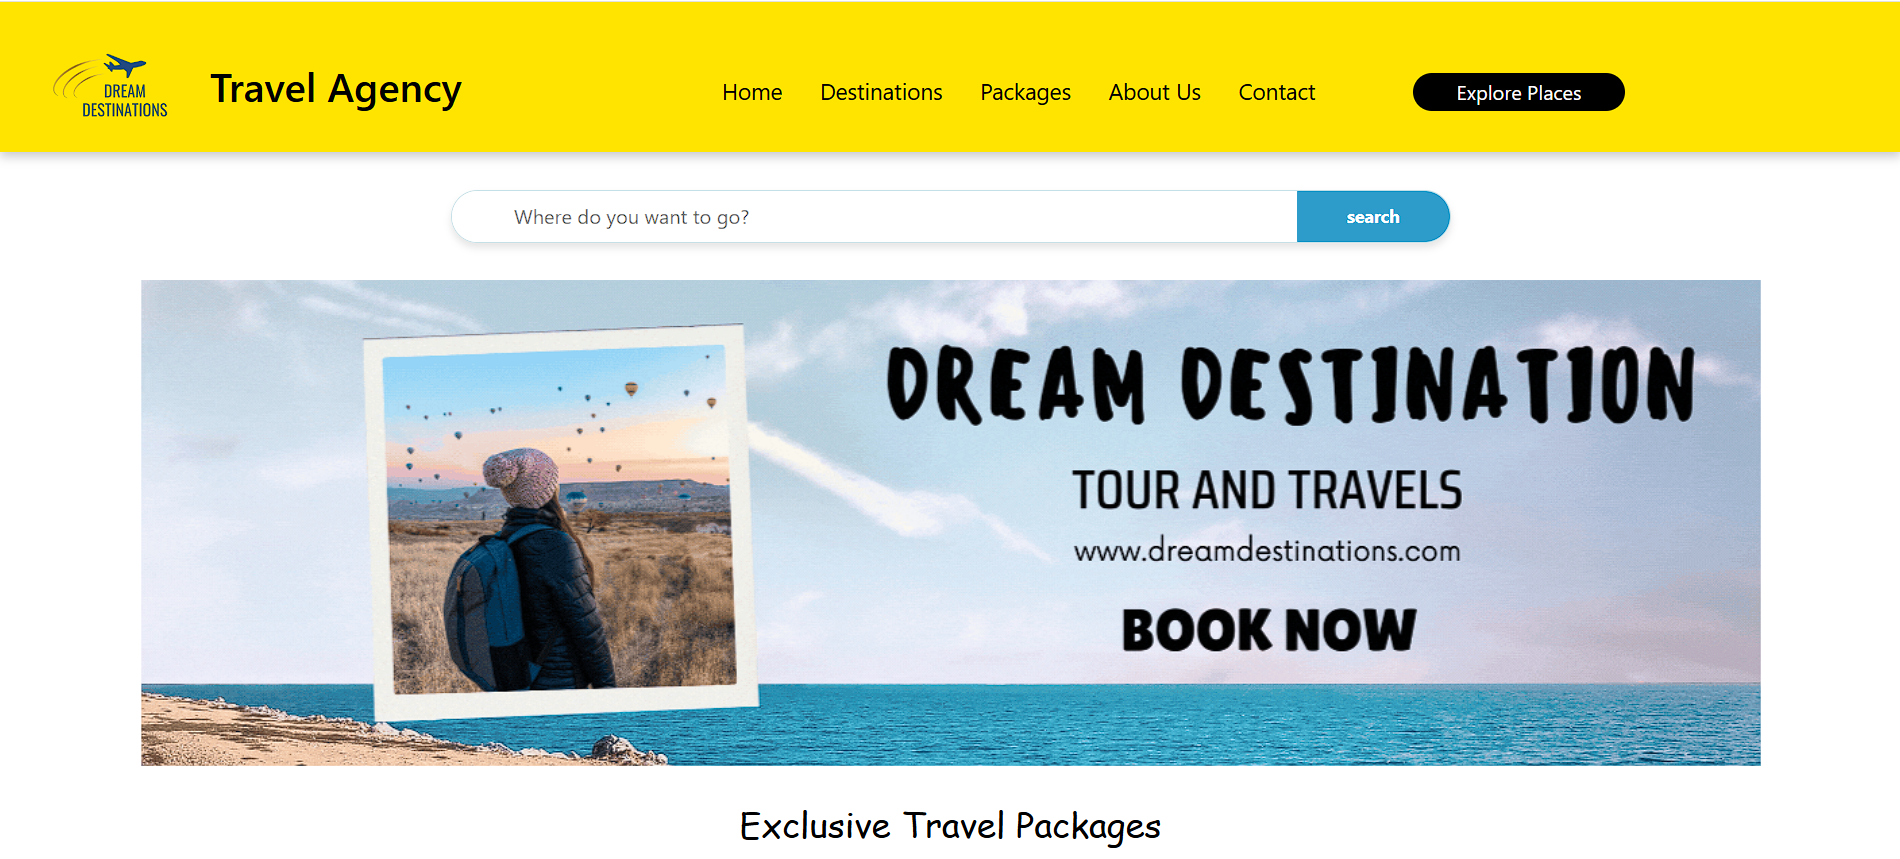 DREAM
DESTINATIONS
Travel Agency
Home Destinations Packages About Us Contact
Explore Places
Where do you want to go?
search
DREAM DESTINATION
TOUR AND TRAVELS
www.dreamdestinations.com
BOOK NOW
Exclusive Travel Packages